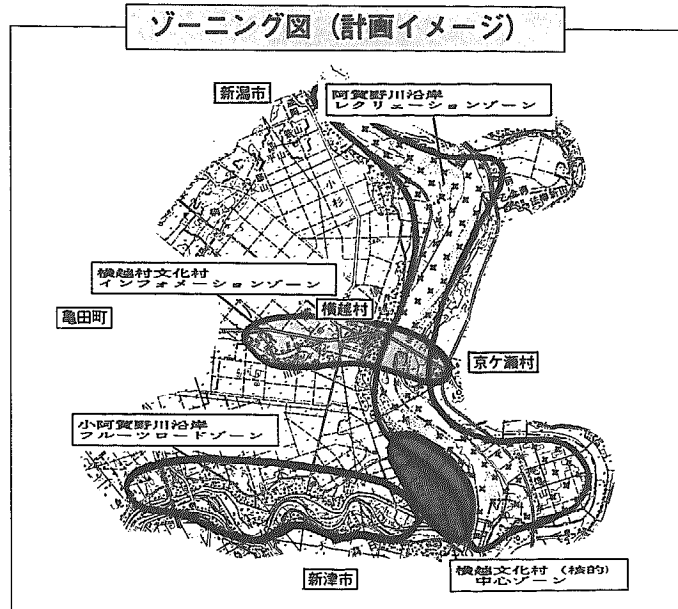 ゾーニング図（計画イメージ）
新潟市
阿賀野川沿岸
レクリェーションゾーン
小杉
横越村文化村
インフォメーションゾーン
横越村
亀田町
京ケ瀬村
小阿賀野川沿岸
フルーツロードゾーン
新津市
横越文化村（核的）
中心ゾーン